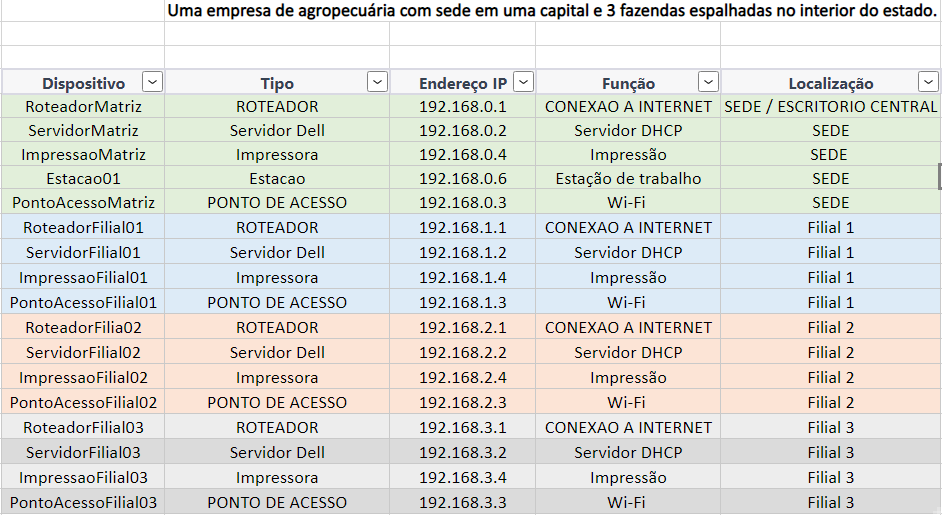 Uma empresa de agropecuária com sede em uma capital e 3 fazendas espalhadas no interior do estado.
Dispositivo Tipo Endereço IP Função Localização
RoteadorMatriz ROTEADOR 192.168.0.1 CONEXAO A INTERNET SEDE / ESCRITORIO CENTRAL
ServidorMatriz Servidor Dell 192.168.0.2 Servidor DHCP SEDE
ImpressaoMatriz Impressora 192.168.0.4 Impressão SEDE
Estacao01 Estacao 192.168.0.6 Estação de trabalho SEDE
PontoAcessoMatriz PONTO DE ACESSO 192.168.0.3 Wi-Fi SEDE
RoteadorFilial01 ROTEADOR 192.168.1.1 CONEXAO A INTERNET Filial 1
ServidorFilial01 Servidor Dell 192.168.1.2 Servidor DHCP Filial 1
ImpressaoFilial01 Impressora 192.168.1.4 Impressão Filial 1
PontoAcessoFilial01 PONTO DE ACESSO 192.168.1.3 Wi-Fi Filial 1
RoteadorFilia02 ROTEADOR 192.168.2.1 CONEXAO A INTERNET Filial 2
ServidorFilial02 Servidor Dell 192.168.2.2 Servidor DHCP Filial 2
ImpressaoFilial02 Impressora 192.168.2.4 Impressão Filial 2
PontoAcessoFilial02 PONTO DE ACESSO 192.168.2.3 Wi-Fi Filial 2
RoteadorFilial03 ROTEADOR 192.168.3.1 CONEXAO A INTERNET Filial 3
ServidorFilial03 Servidor Dell 192.168.3.2 Servidor DHCP Filial 3
ImpressaoFilial03 Impressora 192.168.3.4 Impressão Filial 3
PontoAcessoFilial03 PONTO DE ACESSO 192.168.3.3 Wi-Fi Filial 3